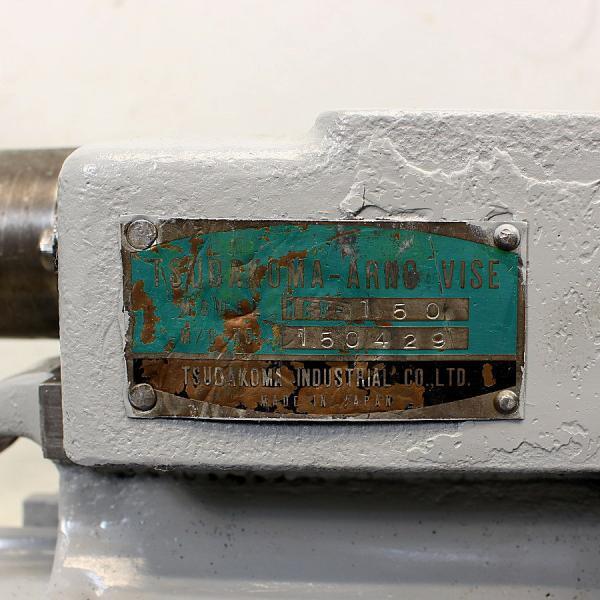 TSUDAKOMA-ARNO VISE
150
150429
TSUDAKOMA INDUSTRIAL CO.,LTD.
MADE IN JAPAN